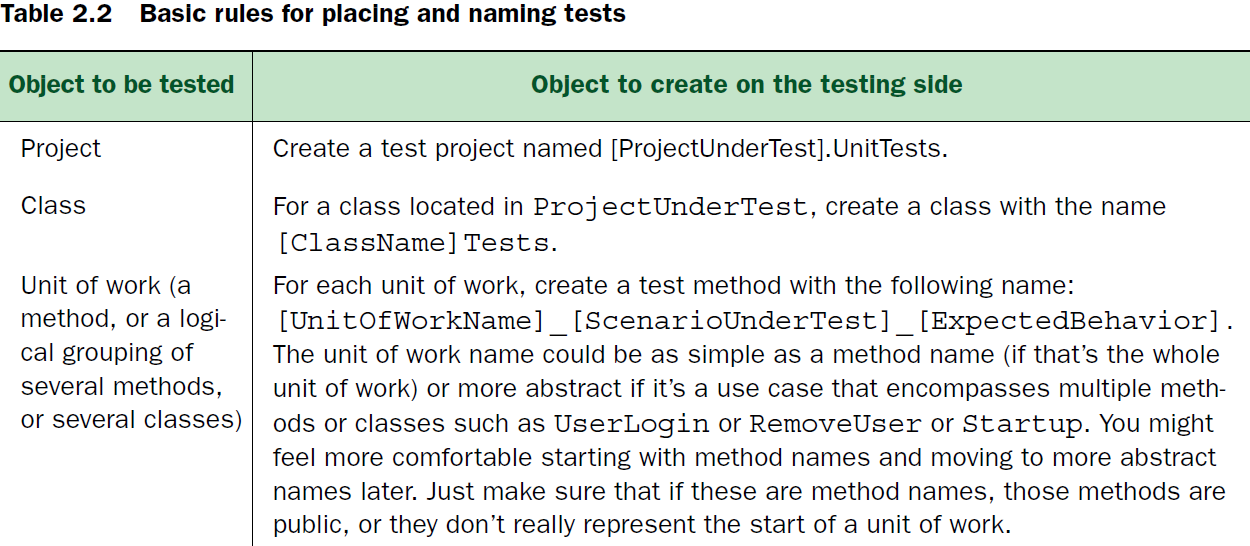 Table 2.2 Basic rules for placing and naming tests
Object to be tested
Object to create on the testing side
Project
Create a test project named [ProjectUnderTest].UnitTests.
Class
For a class located in ProjectUnderTest, create a class with the name
[ClassName]Tests.
Unit of work (a
method, or a logi-
cal grouping of
several methods,
or several classes)
For each unit of work, create a test method with the following name:
[UnitOfWorkName]_[ScenarioUnderTest]_[ExpectedBehavior].
The unit of work name could be as simple as a method name (if that’s the whole
unit of work) or more abstract if it’s a use case that encompasses multiple meth-
ods or classes such as UserLogin or RemoveUser or Startup. You might
feel more comfortable starting with method names and moving to more abstract
names later. Just make sure that if these are method names, those methods are
public, or they don’t really represent the start of a unit of work.